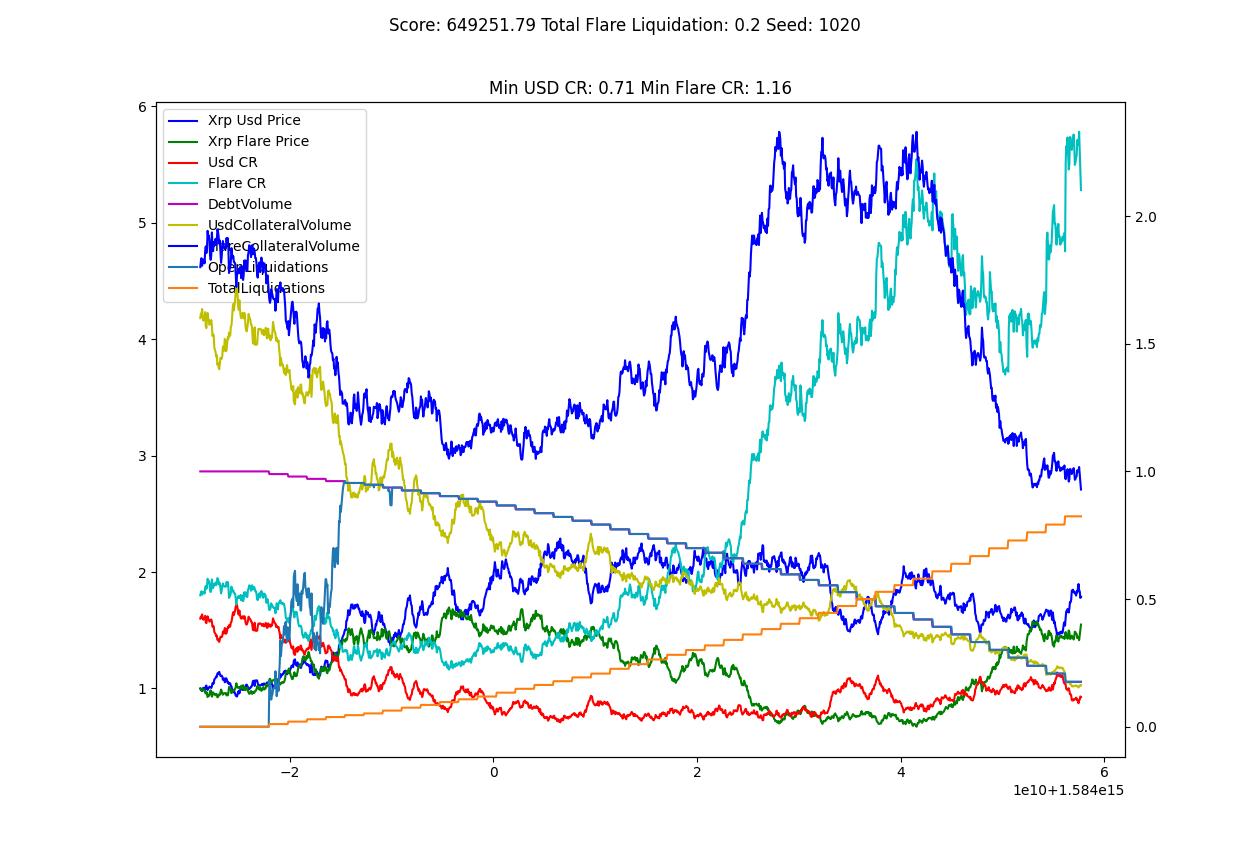 Score: 649251.79 Total Flare Liquidation: 0.2 Seed: 1020
Min USD CR: 0.71 Min Flare CR: 1.16
Xrp Usd Price
Xrp Flare Price
Usd CR
Flare CR
DebtVolume
UsdCollateralVolume
FlareCollateralVolume
OpenLiquidations
TotalLiquidations
6
5
4
3
2
1
2.0
1.5
1.0
0.5
0.0
−2
0
2
4
6
1e10+1.584e15